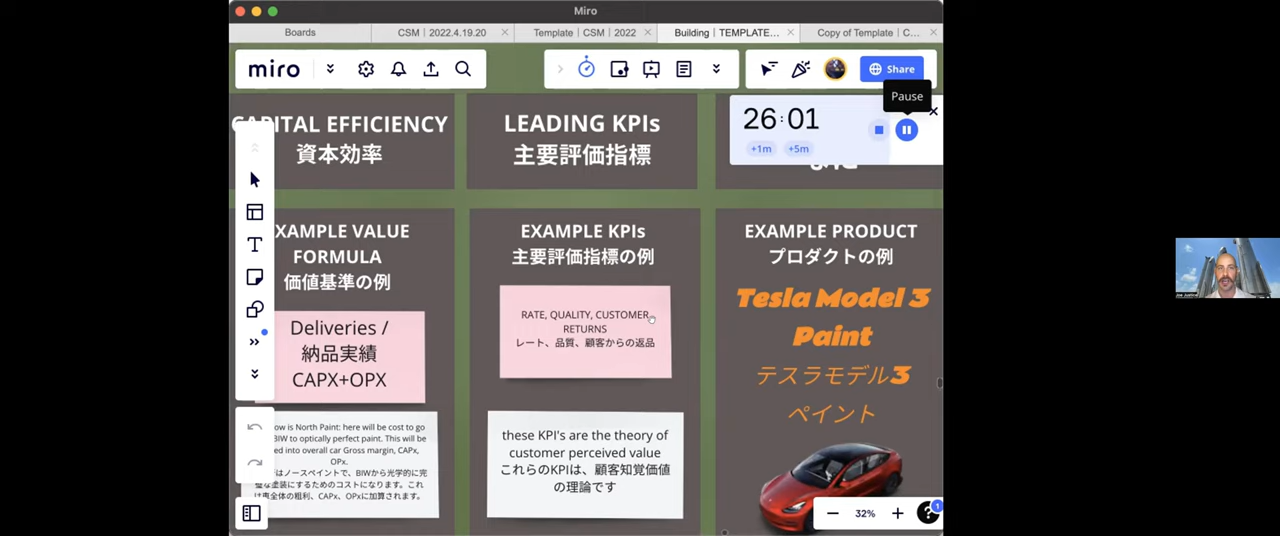 Miro
Boards
CSM | 2022.4.19.20
Template | CSM | 2022
Building | TEMPLATE...
Copy of Template | C...
miro
Share
Pause
26:01
+1m
+5m
CAPITAL EFFICIENCY
資本効率
LEADING KPIs
主要評価指標
XAMPLE VALUE
FORMULA
価値基準の例
Deliveries /
納品実績
CAPX+OPX
ow is North Paint: here will be cost to go
BIW to optically perfect paint. This will be
ed into overall car Gross margin, CAPx,
OPx.
はノースペイントで、BIWから光学的に完
な塗装にするためのコストになります。これ
は車全体の粗利、CAPx、OPxに加算されます。
EXAMPLE KPIs
主要評価指標の例
RATE, QUALITY, CUSTOMER
RETURNS
レート、品質、顧客からの返品
these KPI's are the theory of
customer perceived value
これらのKPIは、顧客知覚価値
の理論です
EXAMPLE PRODUCT
プロダクトの例
Tesla Model 3
Paint
テスラモデル3
ペイント
32%
?
1